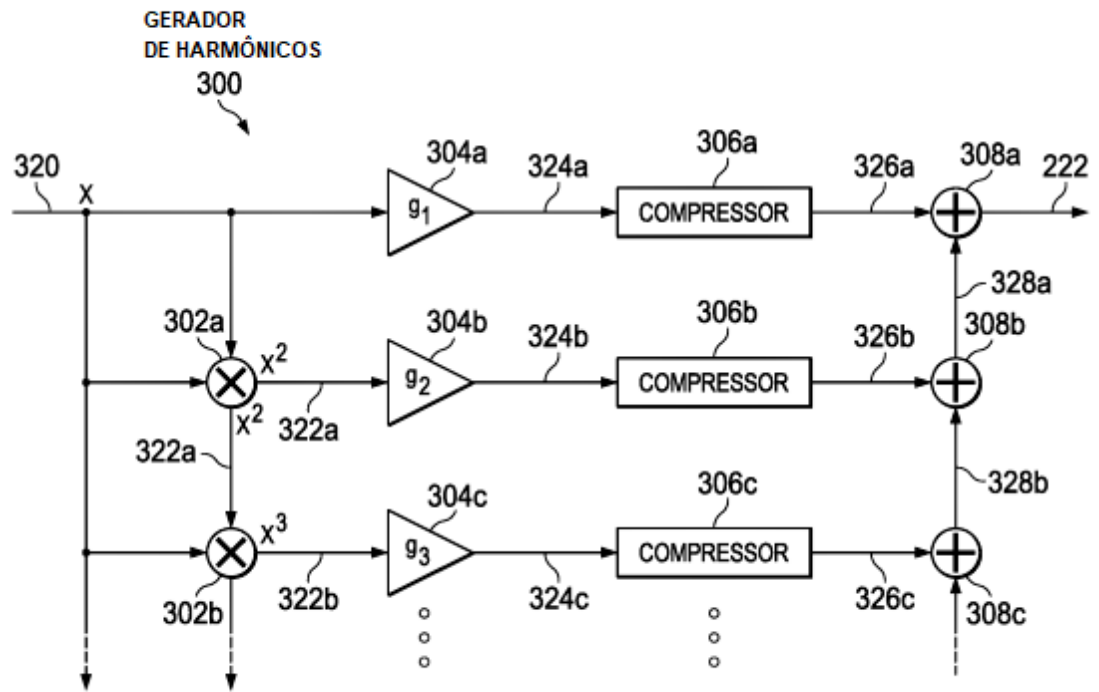 GERADOR
DE HARMÔNICOS
300
320 X 304a 324a 306a 326a 308a 222
g1 COMPRESSOR
328a
302a X² 304b 324b 306b 326b 308b
g2 COMPRESSOR
X² 322a
322a 328b
X³ 304c 306c
g3 COMPRESSOR
302b 322b 324c 326c 308c